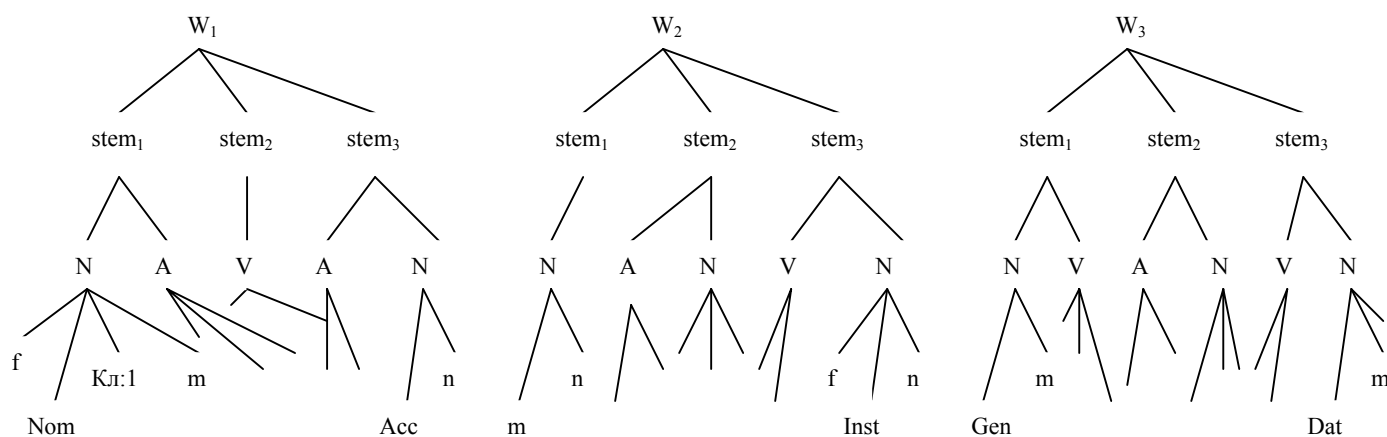 W₁ W₂ W₃
stem₁ stem₂ stem₃ stem₁ stem₂ stem₃ stem₁ stem₂ stem₃
N A V A N N A N V N N V A N V N
f Кл:1 m n n f n m m
Nom Acc m Inst Gen Dat